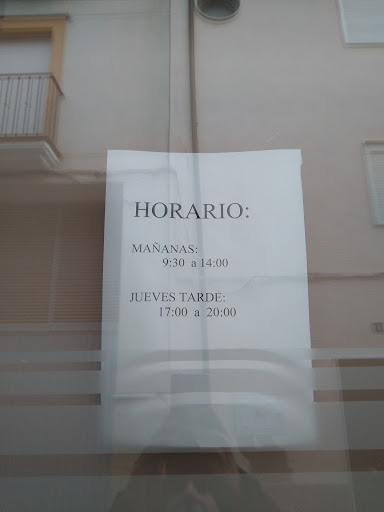 HORARIO:
MAÑANAS:
9:30 a 14:00
JUEVES TARDE:
17:00 a 20:00